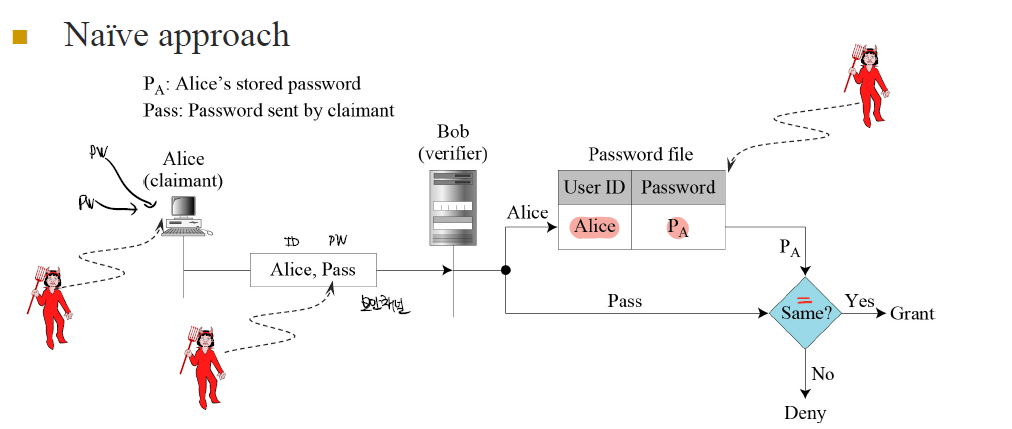 Naïve approach
P_A: Alice's stored password
Pass: Password sent by claimant
PW
PW
Alice
(claimant)
ID PW
Alice, Pass
보안채널
Bob
(verifier)
Alice
Password file
User ID Password
Alice P_A
P_A
Pass
=
Same?
Yes
Grant
No
Deny